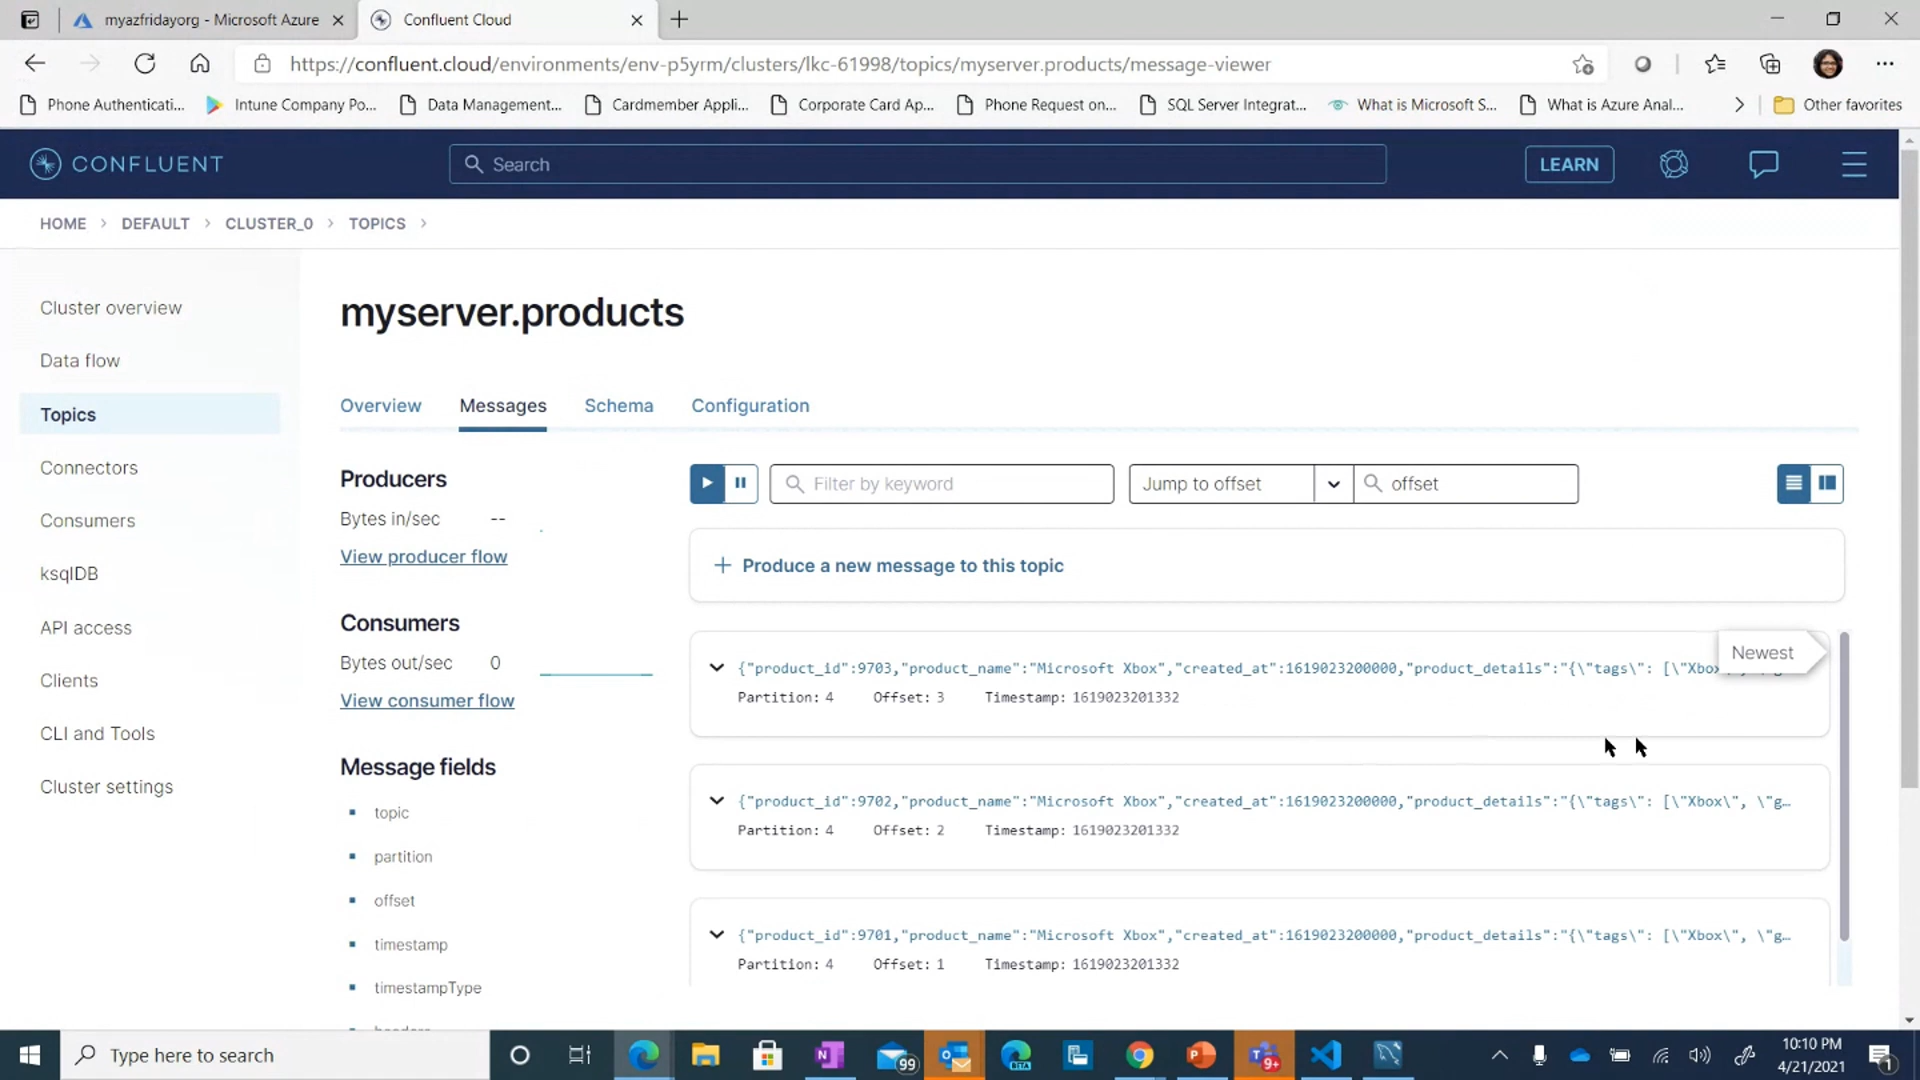 myazfridayorg - Microsoft Azure
Confluent Cloud
https://confluent.cloud/environments/env-p5yrm/clusters/lkc-61998/topics/myserver.products/message-viewer
Phone Authenticati...
Intune Company Po...
Data Management...
Cardmember Appli...
Corporate Card Ap...
Phone Request on...
SQL Server Integrat...
What is Microsoft S...
What is Azure Anal...
Other favorites
CONFLUENT
Search
LEARN
HOME > DEFAULT > CLUSTER_0 > TOPICS >
Cluster overview
Data flow
Topics
Connectors
Consumers
ksqlDB
API access
Clients
CLI and Tools
Cluster settings
myserver.products
Overview
Messages
Schema
Configuration
Producers
Bytes in/sec --
View producer flow
Consumers
Bytes out/sec 0
View consumer flow
Message fields
topic
partition
offset
timestamp
timestampType
Filter by keyword
Jump to offset
offset
+ Produce a new message to this topic
Newest
{"product_id":9703,"product_name":"Microsoft Xbox","created_at":1619023200000,"product_details":"{\"tags\": [\"Xbox
Partition: 4 Offset: 3 Timestamp: 1619023201332
{"product_id":9702,"product_name":"Microsoft Xbox","created_at":1619023200000,"product_details":"{\"tags\": [\"Xbox\", \"g…
Partition: 4 Offset: 2 Timestamp: 1619023201332
{"product_id":9701,"product_name":"Microsoft Xbox","created_at":1619023200000,"product_details":"{\"tags\": [\"Xbox\", \"g…
Partition: 4 Offset: 1 Timestamp: 1619023201332
Type here to search
99
BETA
9+
10:10 PM
4/21/2021
1